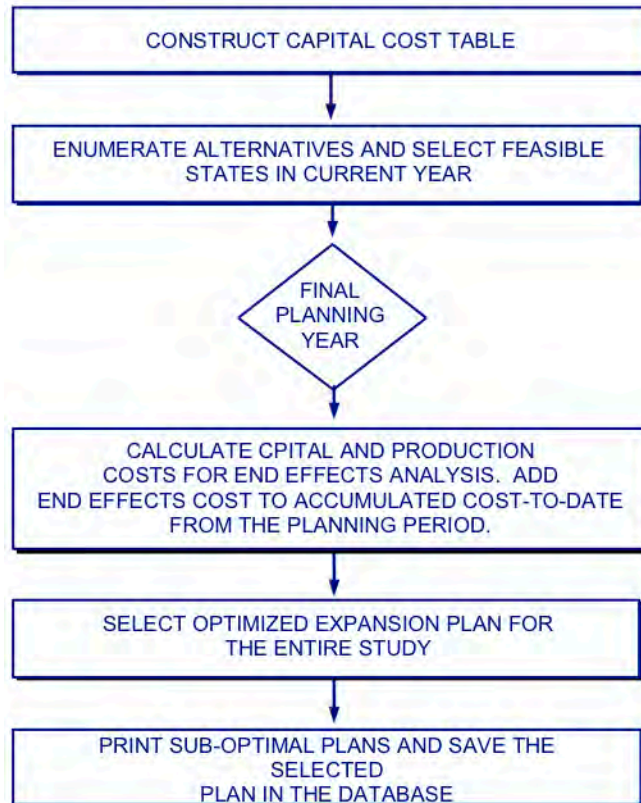 CONSTRUCT CAPITAL COST TABLE
ENUMERATE ALTERNATIVES AND SELECT FEASIBLE
STATES IN CURRENT YEAR
FINAL
PLANNING
YEAR
CALCULATE CPITAL AND PRODUCTION
COSTS FOR END EFFECTS ANALYSIS. ADD
END EFFECTS COST TO ACCUMULATED COST-TO-DATE
FROM THE PLANNING PERIOD.
SELECT OPTIMIZED EXPANSION PLAN FOR
THE ENTIRE STUDY
PRINT SUB-OPTIMAL PLANS AND SAVE THE
SELECTED
PLAN IN THE DATABASE